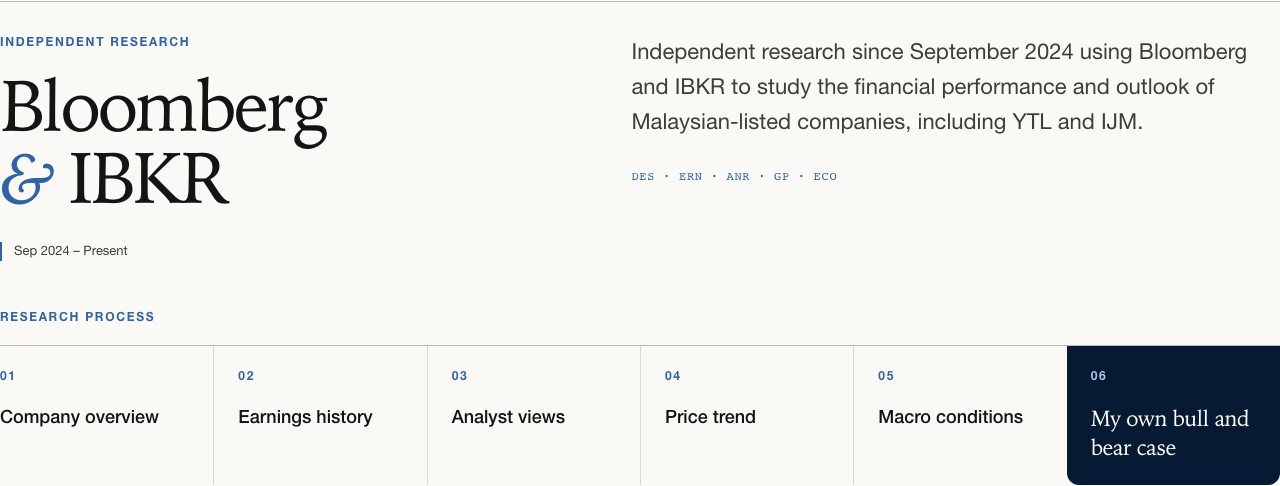 INDEPENDENT RESEARCH
Bloomberg
& IBKR
Sep 2024 – Present
Independent research since September 2024 using Bloomberg
and IBKR to study the financial performance and outlook of
Malaysian-listed companies, including YTL and IJM.
DES · ERN · ANR · GP · ECO
RESEARCH PROCESS
01
Company overview
02
Earnings history
03
Analyst views
04
Price trend
05
Macro conditions
06
My own bull and
bear case